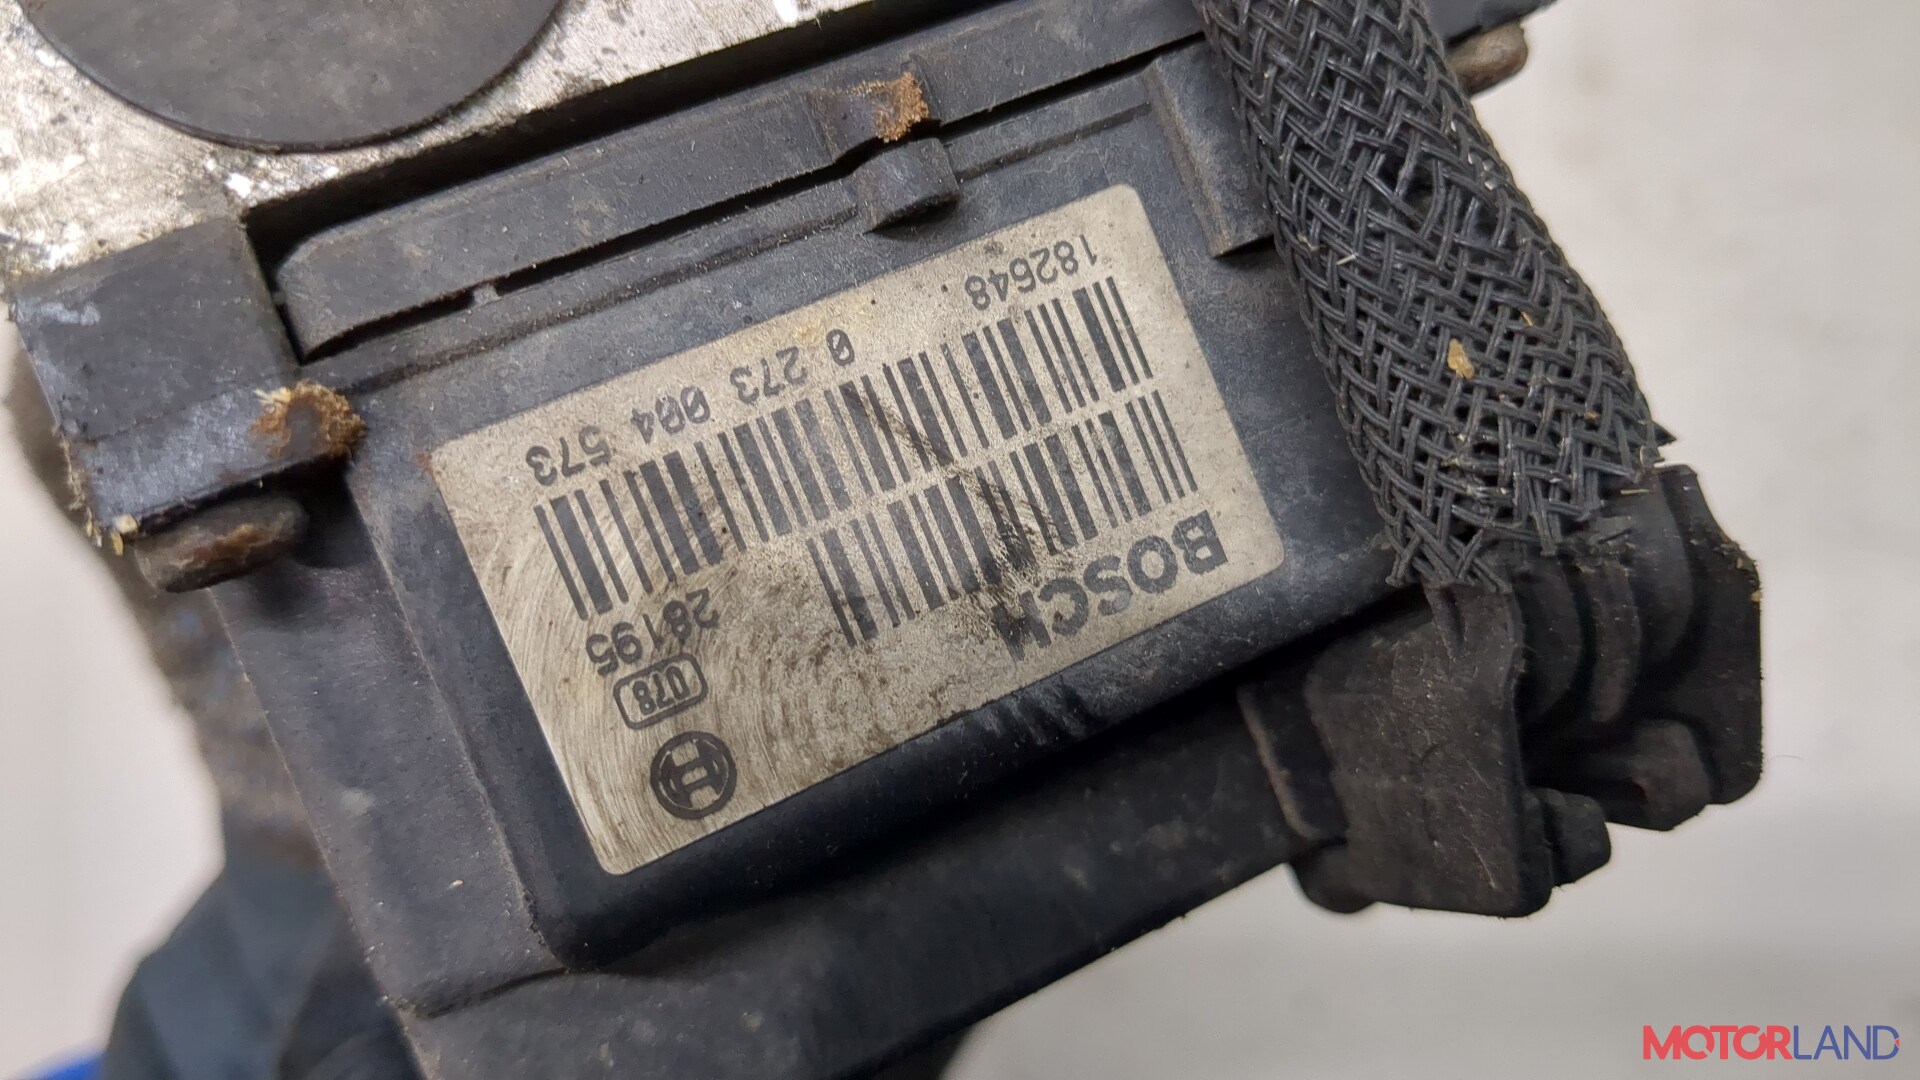 BOSCH
078
28195
182648 0 273 004 573
MOTORLAND